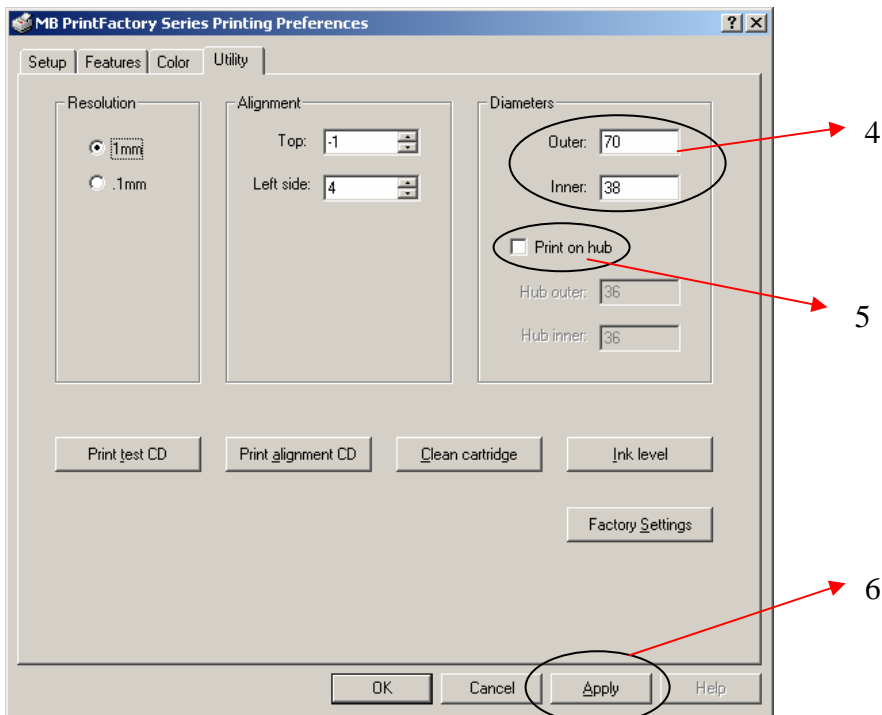 MB PrintFactory Series Printing Preferences
Setup Features Color Utility
Resolution
1mm
.1mm
Alignment
Top: -1
Left side: 4
Diameters
Outer: 70
Inner: 38
Print on hub
Hub outer: 36
Hub inner: 36
4
5
Print test CD Print alignment CD Clean cartridge Ink level
Factory Settings
6
OK Cancel Apply Help